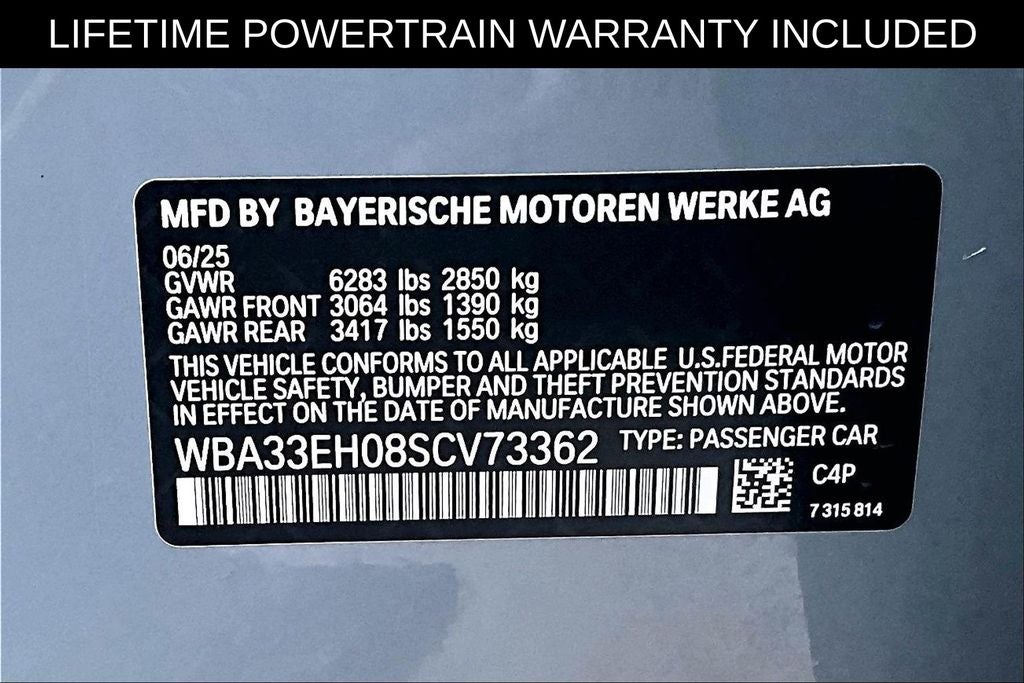 LIFETIME POWERTRAIN WARRANTY INCLUDED
MFD BY BAYERISCHE MOTOREN WERKE AG
06/25
GVWR 6283 lbs 2850 kg
GAWR FRONT 3064 lbs 1390 kg
GAWR REAR 3417 lbs 1550 kg
THIS VEHICLE CONFORMS TO ALL APPLICABLE U.S.FEDERAL MOTOR
VEHICLE SAFETY, BUMPER AND THEFT PREVENTION STANDARDS
IN EFFECT ON THE DATE OF MANUFACTURE SHOWN ABOVE.
WBA33EH08SCV73362 TYPE: PASSENGER CAR
C4P
7 315 814